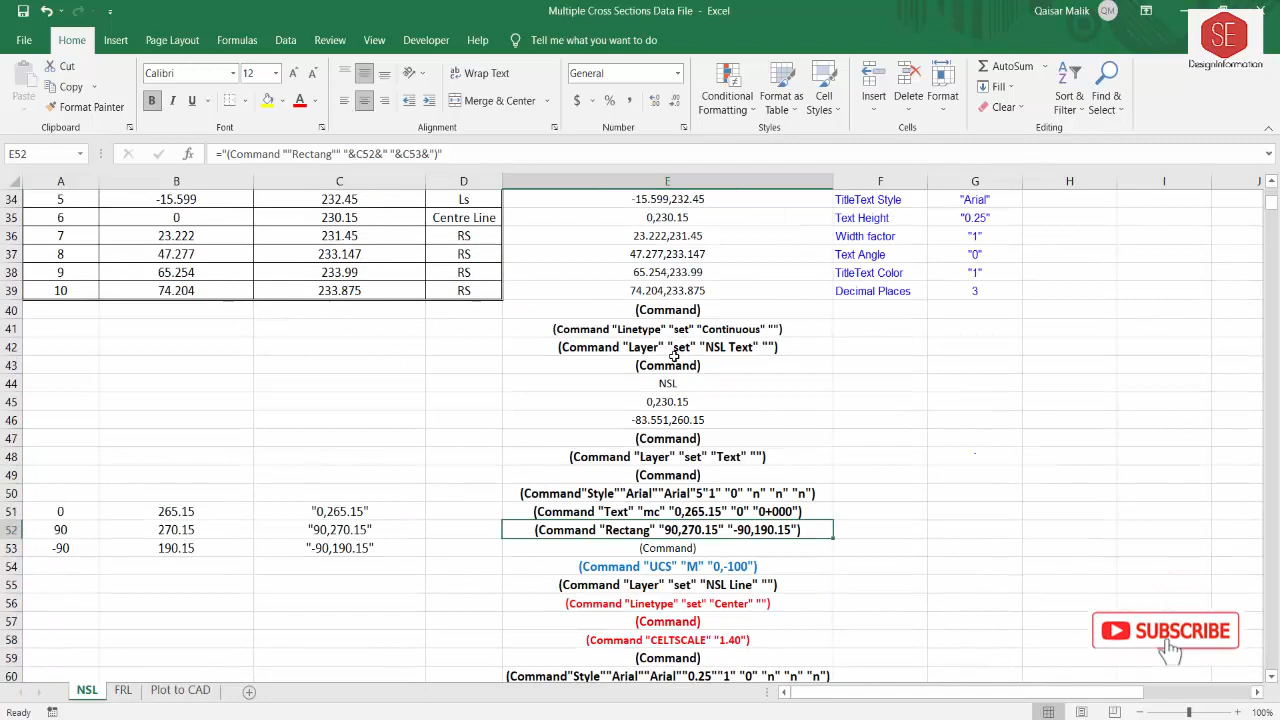 Multiple Cross Sections Data File - Excel
Qaisar Malik QM
SE
DesignInformation
File Home Insert Page Layout Formulas Data Review View Developer Help Tell me what you want to do
Cut
Copy
Format Painter
Paste
Clipboard
Calibri 12
B I U
Font
Wrap Text
Merge & Center
Alignment
General
$ % ,
Number
Conditional Formatting
Format as Table
Cell Styles
Styles
Insert
Delete
Format
Cells
AutoSum
Fill
Clear
Sort & Filter
Find & Select
Editing
E52 fx ="(Command ""Rectang"" "&C52&" "&C53&")"
A B C D E F G H I J
34 5 -15.599 232.45 Ls -15.599,232.45 TitleText Style "Arial"
35 6 0 230.15 Centre Line 0,230.15 Text Height "0.25"
36 7 23.222 231.45 RS 23.222,231.45 Width factor "1"
37 8 47.277 233.147 RS 47.277,233.147 Text Angle "0"
38 9 65.254 233.99 RS 65.254,233.99 TitleText Color "1"
39 10 74.204 233.875 RS 74.204,233.875 Decimal Places 3
40 (Command)
41 (Command "Linetype" "set" "Continuous" "")
42 (Command "Layer" "set" "NSL Text" "")
43 (Command)
44 NSL
45 0,230.15
46 -83.551,260.15
47 (Command)
48 (Command "Layer" "set" "Text" "")
49 (Command)
50 (Command"Style""Arial""Arial"5"1" "0" "n" "n" "n")
51 0 265.15 "0,265.15" (Command "Text" "mc" "0,265.15" "0" "0+000")
52 90 270.15 "90,270.15" (Command "Rectang" "90,270.15" "-90,190.15")
53 -90 190.15 "-90,190.15" (Command)
54 (Command "UCS" "M" "0,-100")
55 (Command "Layer" "set" "NSL Line" "")
56 (Command "Linetype" "set" "Center" "")
57 (Command)
58 (Command "CELTSCALE" "1.40")
59 (Command)
60 (Command"Style""Arial""Arial""0.25""1" "0" "n" "n" "n")
SUBSCRIBE
NSL FRL Plot to CAD
Ready 100%